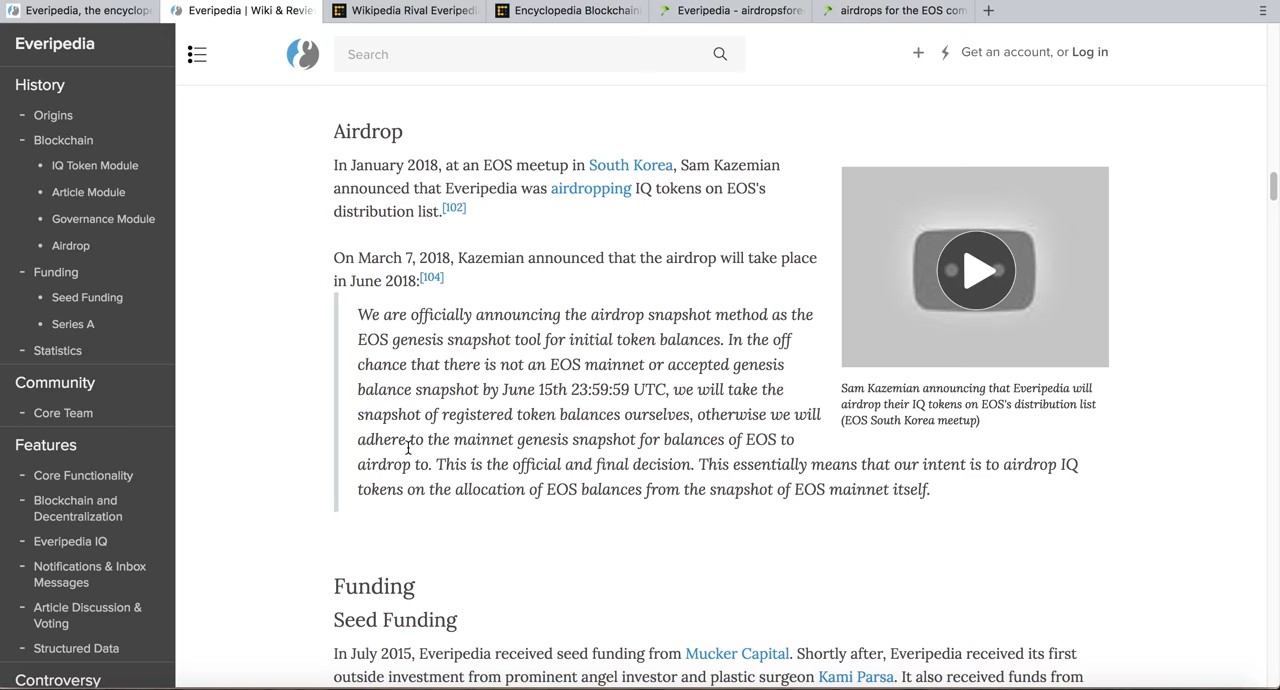 Everipedia, the encyclope
Everipedia | Wiki & Revie
Wikipedia Rival Everipedi
Encyclopedia Blockchain
Everipedia - airdropsfore
airdrops for the EOS com
Everipedia
History
- Origins
- Blockchain
• IQ Token Module
• Article Module
• Governance Module
• Airdrop
- Funding
• Seed Funding
• Series A
- Statistics
Community
- Core Team
Features
- Core Functionality
- Blockchain and
Decentralization
- Everipedia IQ
- Notifications & Inbox
Messages
- Article Discussion &
Voting
- Structured Data
Controversy
Search
Get an account, or Log in
Airdrop
In January 2018, at an EOS meetup in South Korea, Sam Kazemian
announced that Everipedia was airdropping IQ tokens on EOS's
distribution list.[102]
On March 7, 2018, Kazemian announced that the airdrop will take place
in June 2018:[104]
We are officially announcing the airdrop snapshot method as the
EOS genesis snapshot tool for initial token balances. In the off
chance that there is not an EOS mainnet or accepted genesis
balance snapshot by June 15th 23:59:59 UTC, we will take the
snapshot of registered token balances ourselves, otherwise we will
adhere to the mainnet genesis snapshot for balances of EOS to
airdrop to. This is the official and final decision. This essentially means that our intent is to airdrop IQ
tokens on the allocation of EOS balances from the snapshot of EOS mainnet itself.
Sam Kazemian announcing that Everipedia will
airdrop their IQ tokens on EOS's distribution list
(EOS South Korea meetup)
Funding
Seed Funding
In July 2015, Everipedia received seed funding from Mucker Capital. Shortly after, Everipedia received its first
outside investment from prominent angel investor and plastic surgeon Kami Parsa. It also received funds from